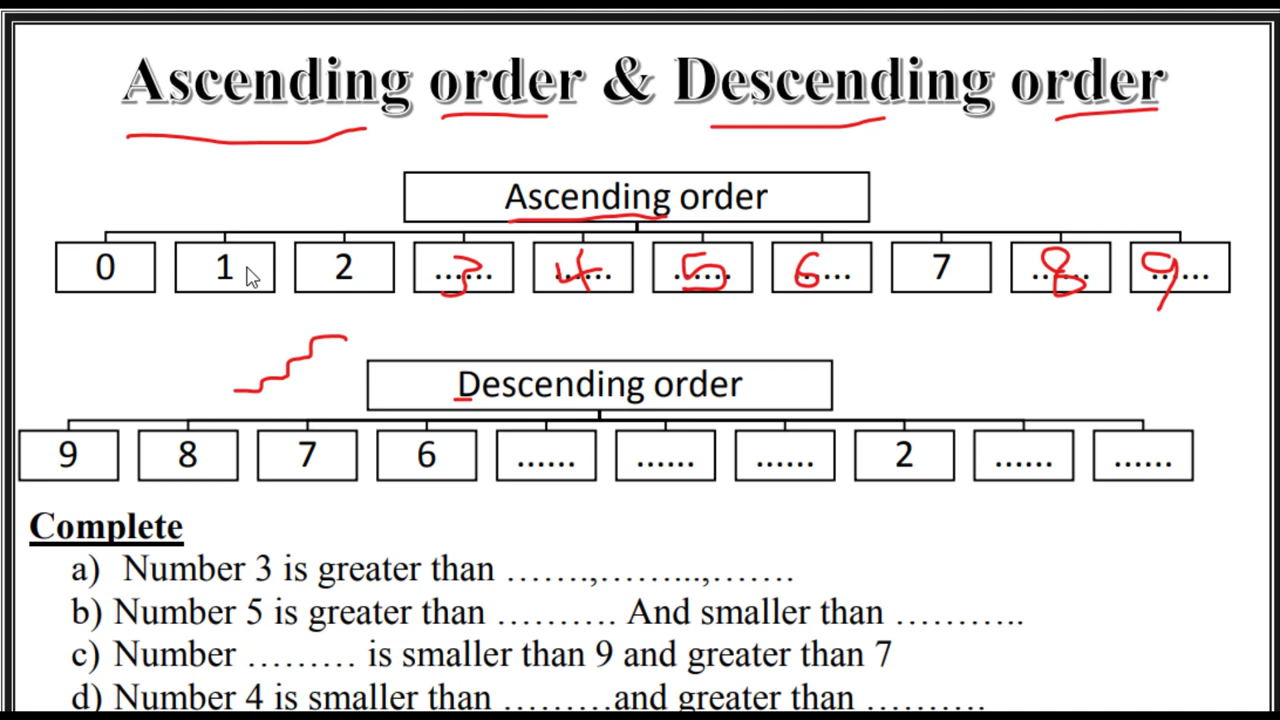 Ascending order & Descending order
Ascending order
0 1 2 ...3... ...4... ...5... 6... 7 ...8... 9...
Descending order
9 8 7 6 ...... ...... ...... 2 ...... ......
Complete
a) Number 3 is greater than .......,.........,.......
b) Number 5 is greater than .......... And smaller than ...........
c) Number ......... is smaller than 9 and greater than 7
d) Number 4 is smaller than .........and greater than ..........